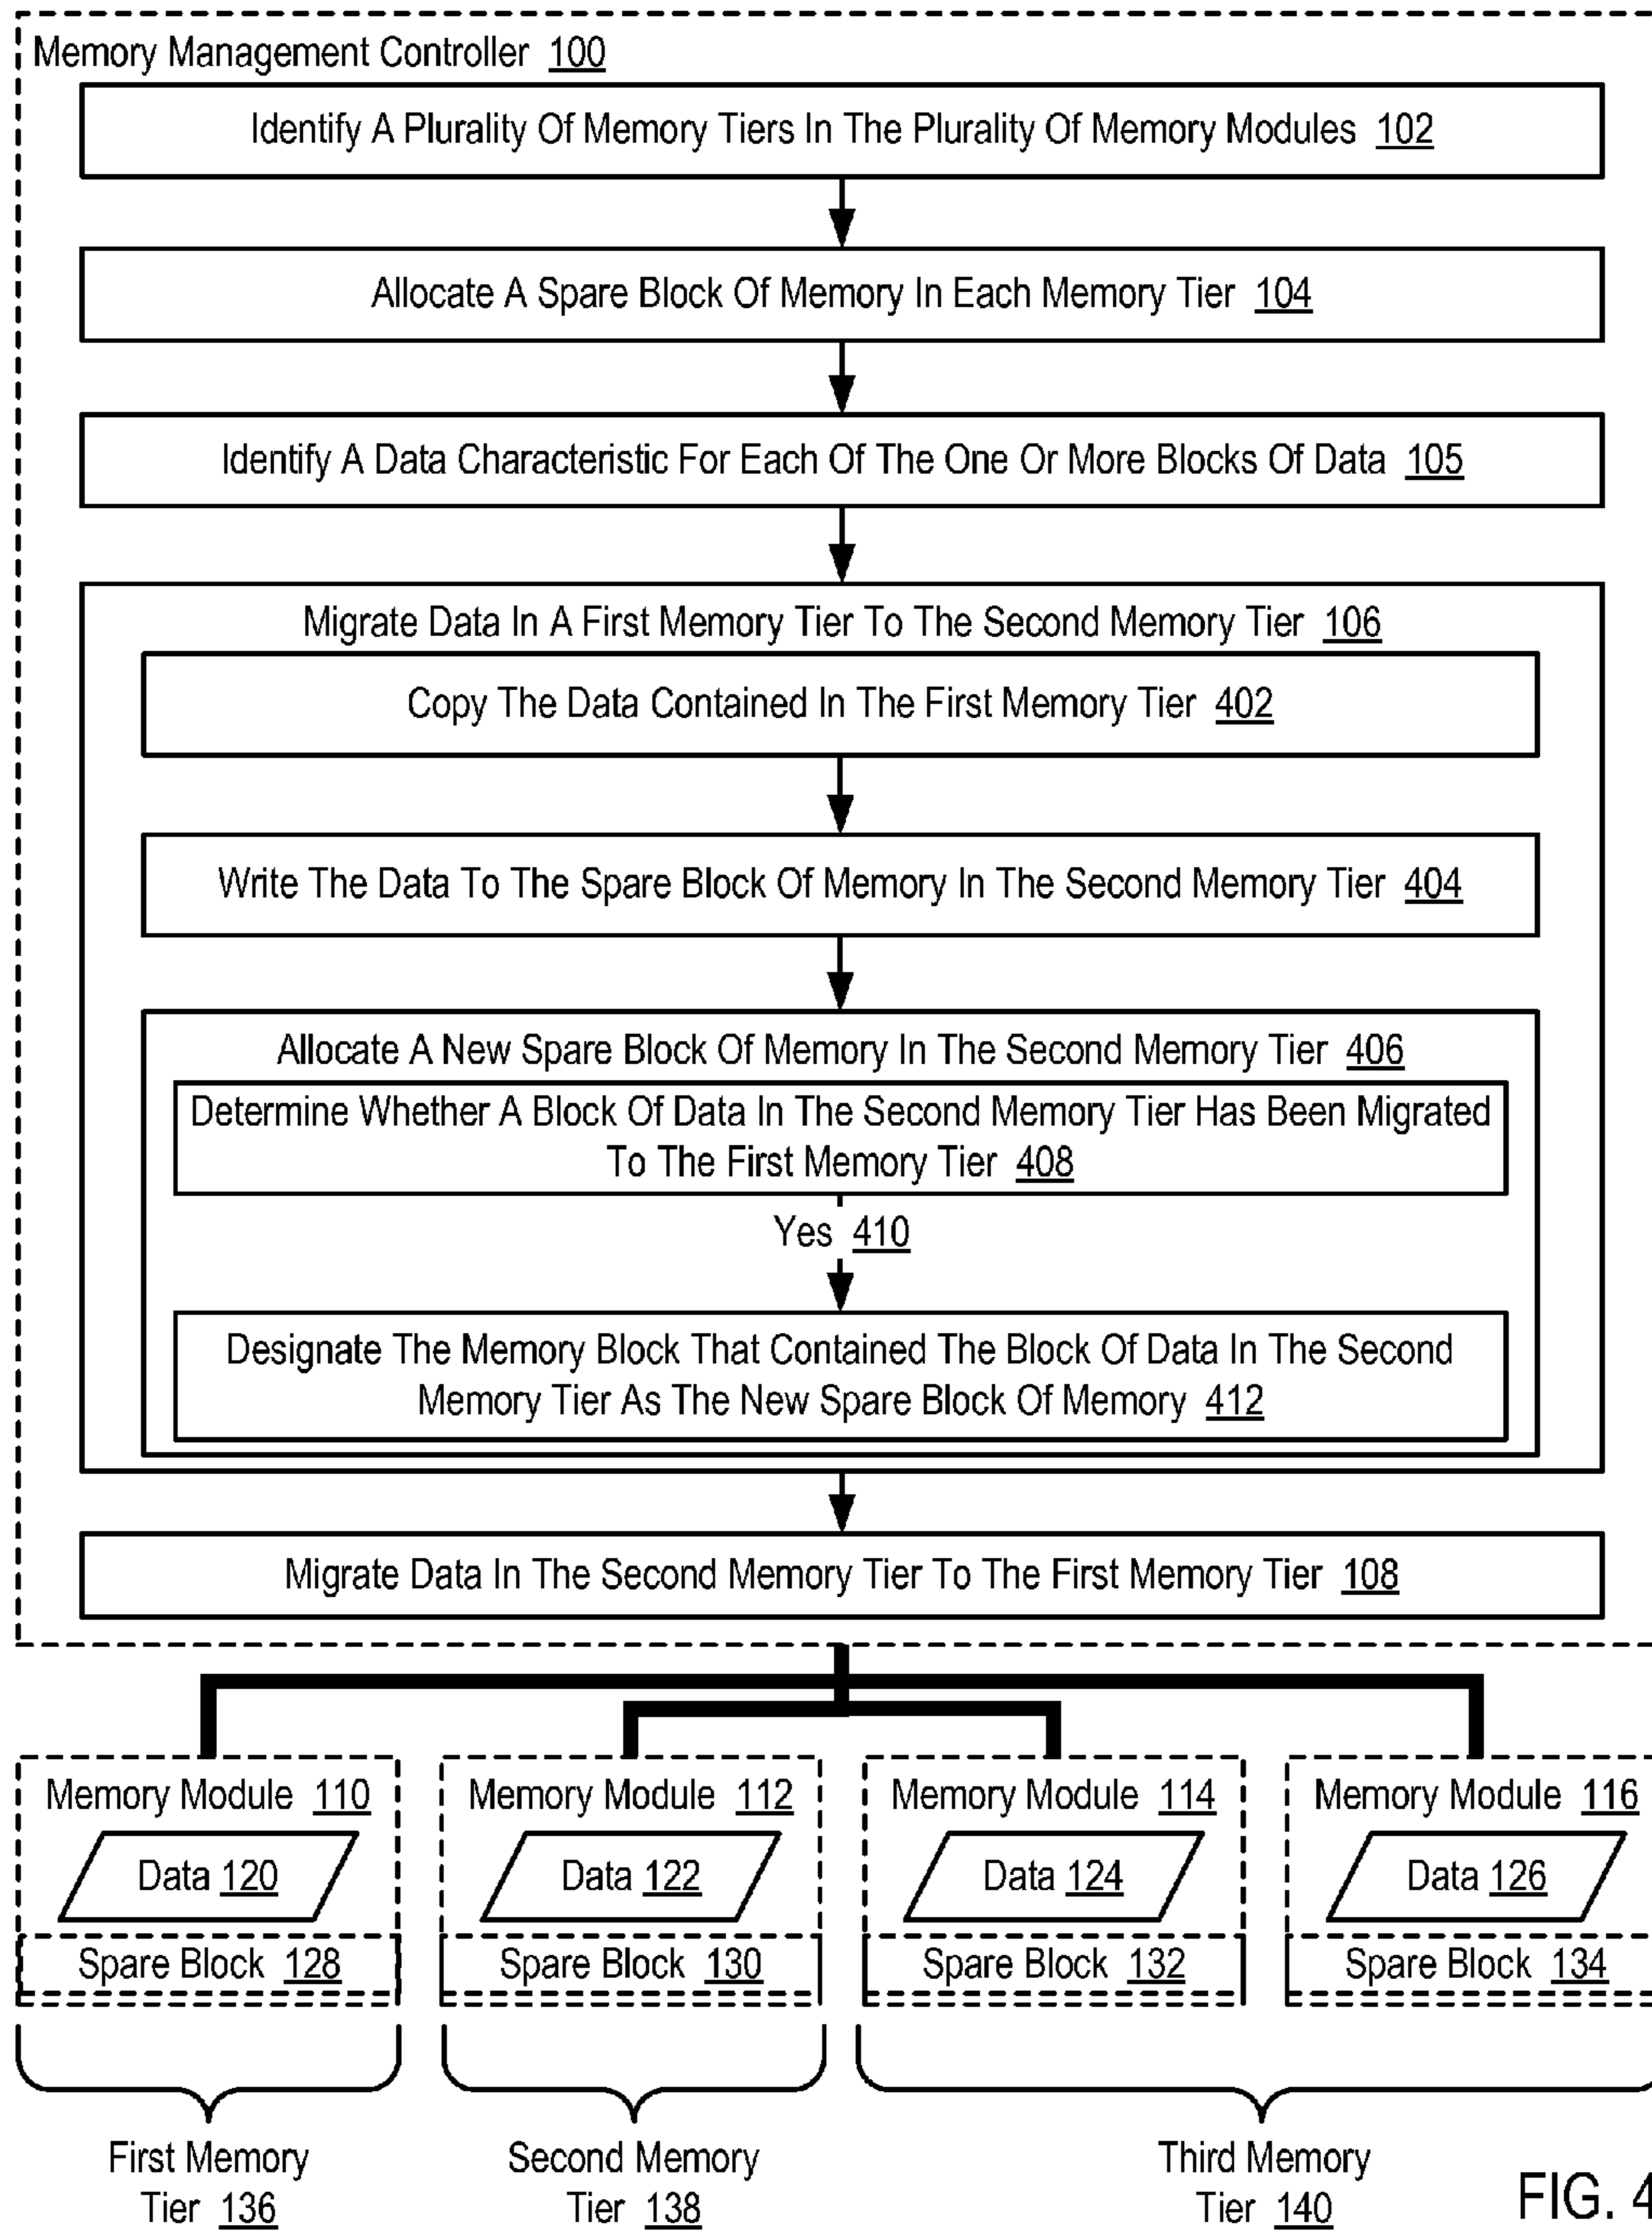 Memory Management Controller 100
Identify A Plurality Of Memory Tiers In The Plurality Of Memory Modules 102
Allocate A Spare Block Of Memory In Each Memory Tier 104
Identify A Data Characteristic For Each Of The One Or More Blocks Of Data 105
Migrate Data In A First Memory Tier To The Second Memory Tier 106
Copy The Data Contained In The First Memory Tier 402
Write The Data To The Spare Block Of Memory In The Second Memory Tier 404
Allocate A New Spare Block Of Memory In The Second Memory Tier 406
Determine Whether A Block Of Data In The Second Memory Tier Has Been Migrated
To The First Memory Tier 408
Yes 410
Designate The Memory Block That Contained The Block Of Data In The Second
Memory Tier As The New Spare Block Of Memory 412
Migrate Data In The Second Memory Tier To The First Memory Tier 108
Memory Module 110
Data 120
Spare Block 128
First Memory
Tier 136
Memory Module 112
Data 122
Spare Block 130
Second Memory
Tier 138
Memory Module 114
Data 124
Spare Block 132
Memory Module 116
Data 126
Spare Block 134
Third Memory
Tier 140
FIG. 4